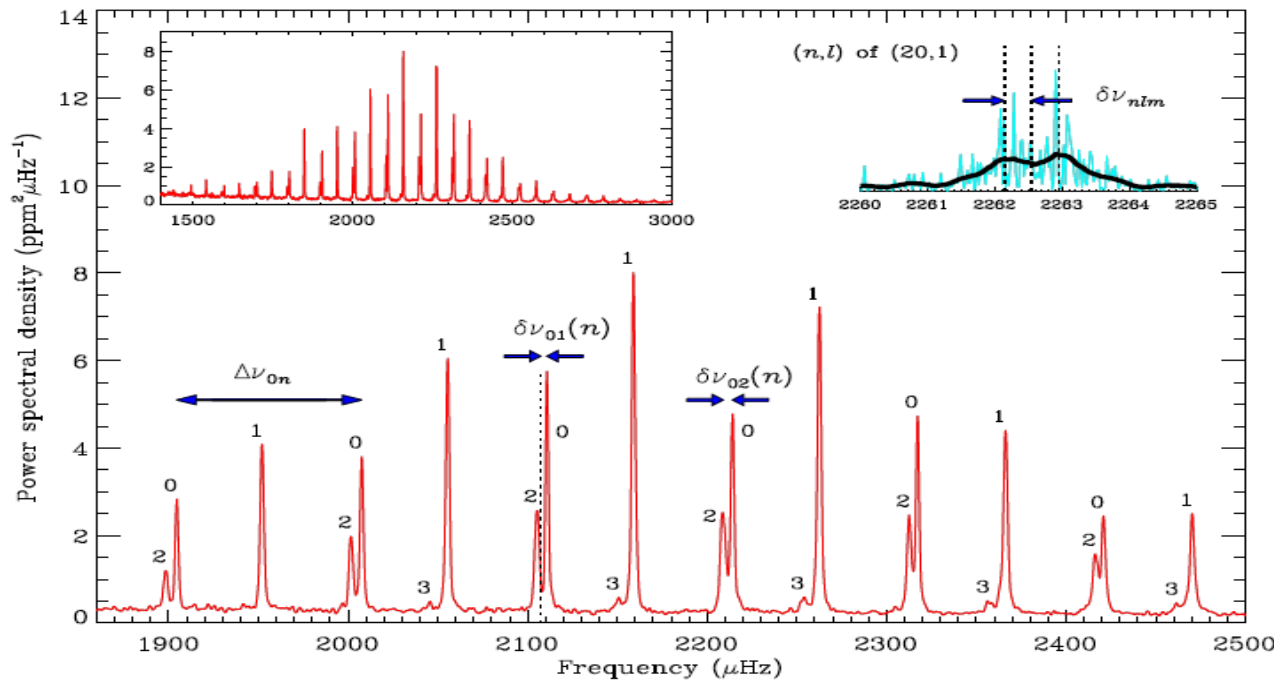 14
12
10
8
6
4
2
0
Power spectral density (ppm²μHz⁻¹)
8
6
4
2
0
1500 2000 2500 3000
(n,l) of (20,1)
δν_nlm
2260 2261 2262 2263 2264 2265
Δν_0n
δν_01(n)
δν_02(n)
2 0 1 2 0 3 1 2 0 3 1 2 0 3 1 2 0 3 1 2 0 3 1
1900 2000 2100 2200 2300 2400 2500
Frequency (μHz)